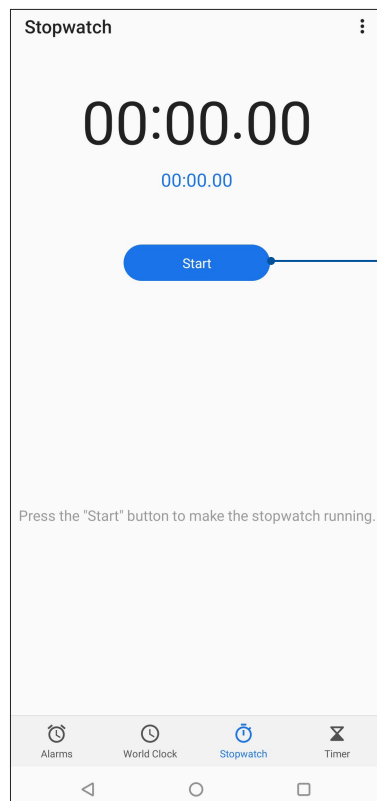 Stopwatch
00:00.00
00:00.00
Start
Press the "Start" button to make the stopwatch running.
Alarms World Clock Stopwatch Timer